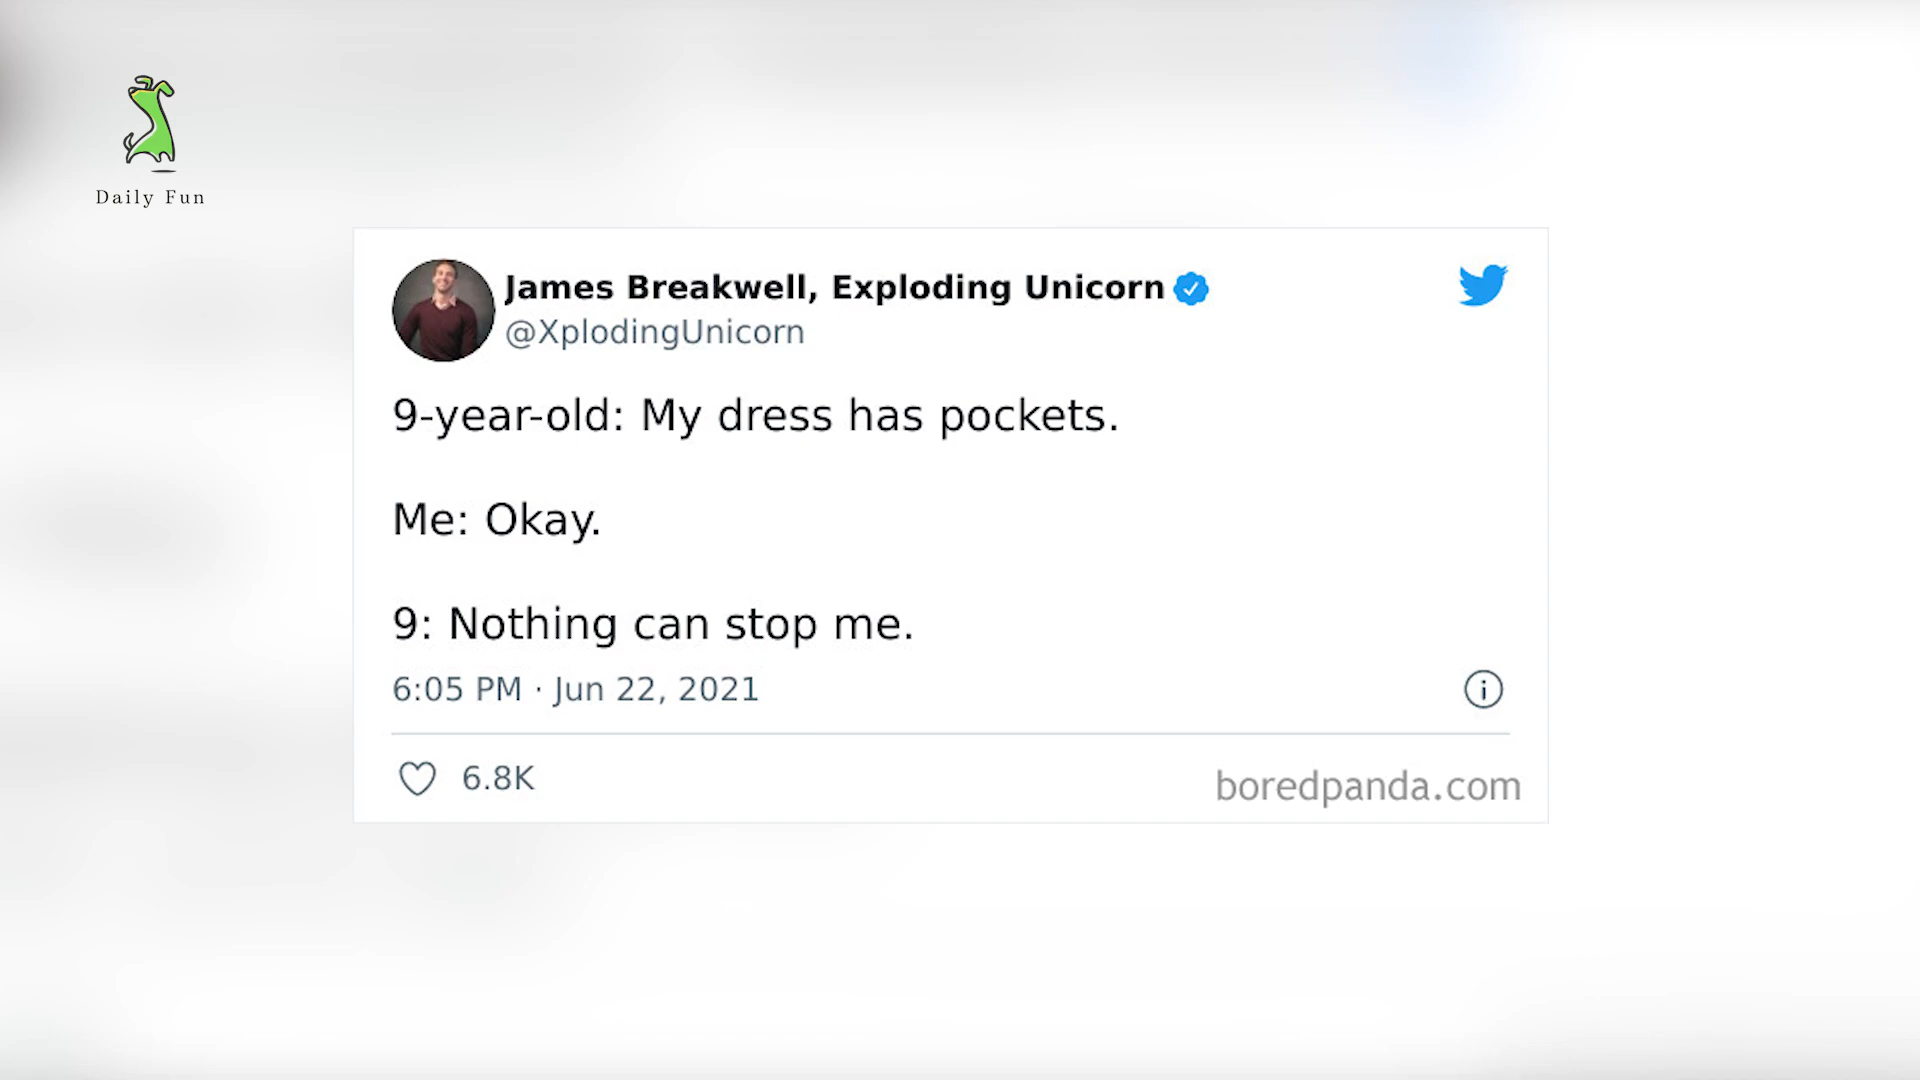 Daily Fun
James Breakwell, Exploding Unicorn
@XplodingUnicorn
9-year-old: My dress has pockets.
Me: Okay.
9: Nothing can stop me.
6:05 PM · Jun 22, 2021
6.8K
boredpanda.com